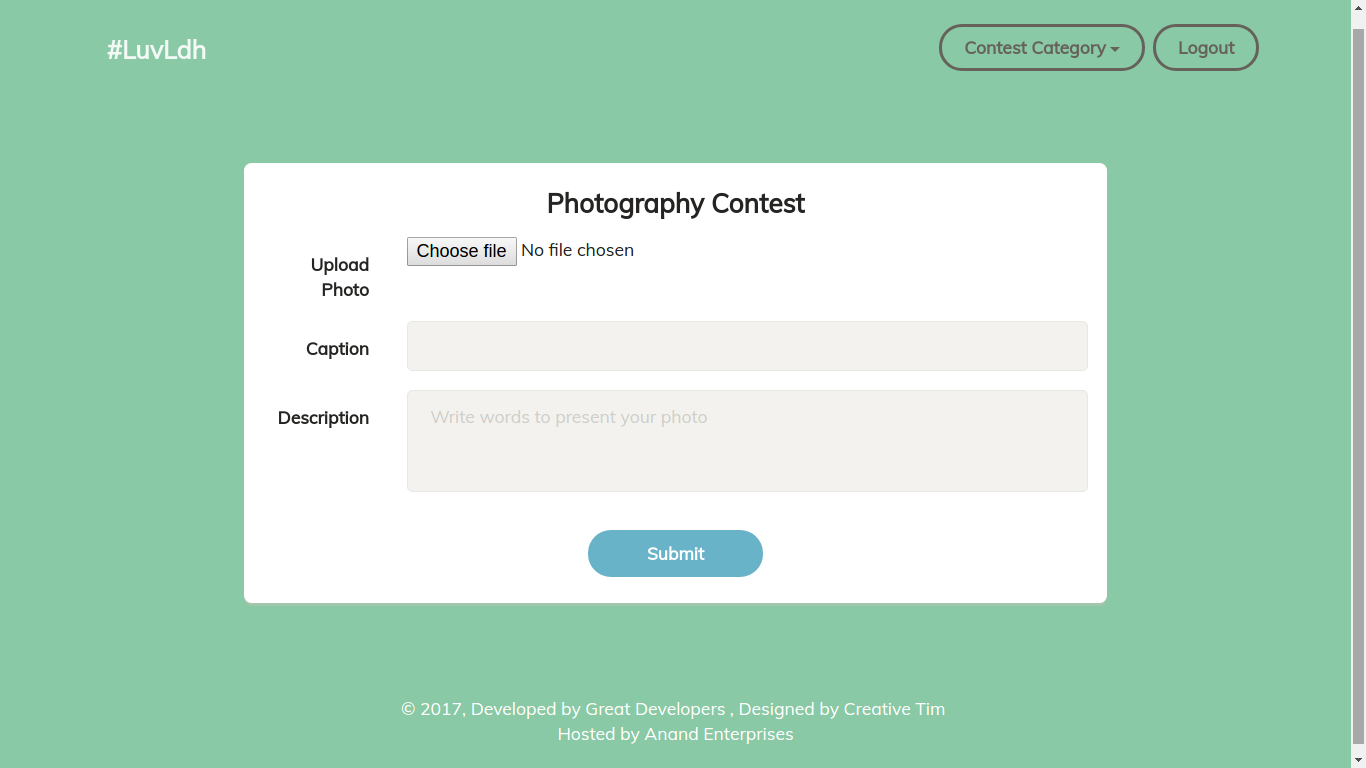 #LuvLdh
Contest Category
Logout
Photography Contest
Upload
Photo
Choose file No file chosen
Caption
Description
Write words to present your photo
Submit
© 2017, Developed by Great Developers , Designed by Creative Tim
Hosted by Anand Enterprises